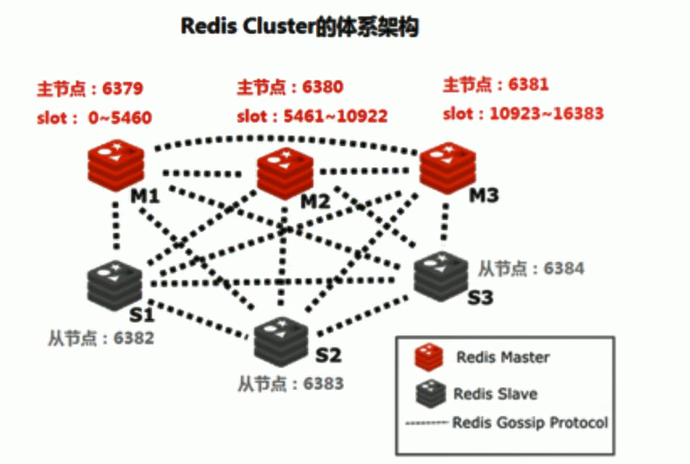 Redis Cluster的体系架构
主节点：6379
slot： 0~5460
主节点：6380
slot：5461~10922
主节点：6381
slot：10923~16383
M1
M2
M3
S1
从节点：6382
S2
从节点：6383
S3
从节点：6384
Redis Master
Redis Slave
Redis Gossip Protocol